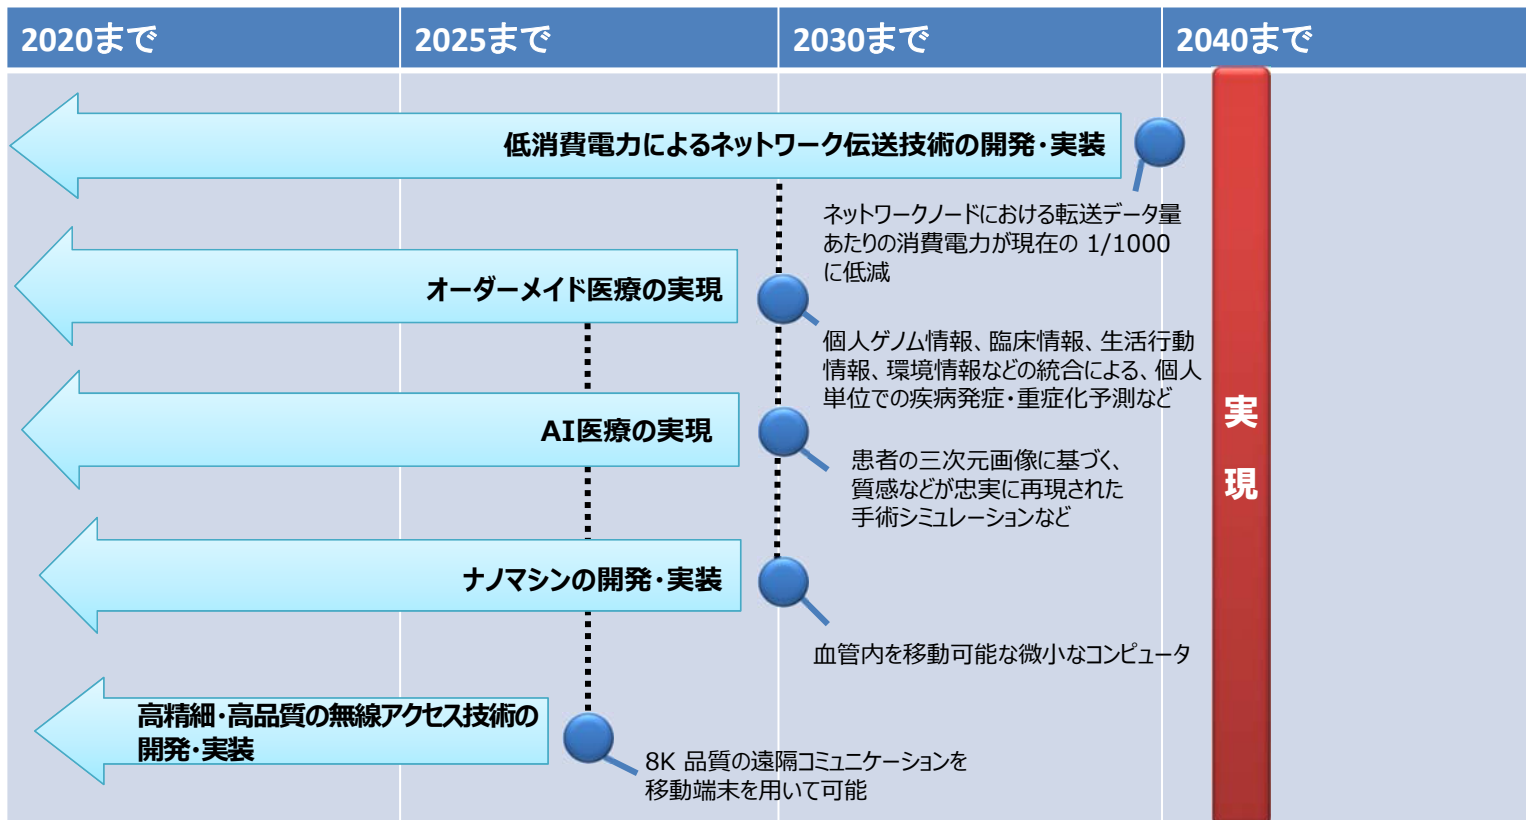 2020まで
2025まで
2030まで
2040まで
低消費電力によるネットワーク伝送技術の開発・実装
ネットワークノードにおける転送データ量
あたりの消費電力が現在の 1/1000
に低減
オーダーメイド医療の実現
個人ゲノム情報、臨床情報、生活行動
情報、環境情報などの統合による、個人
単位での疾病発症・重症化予測など
AI医療の実現
患者の三次元画像に基づく、
質感などが忠実に再現された
手術シミュレーションなど
ナノマシンの開発・実装
血管内を移動可能な微小なコンピュータ
高精細・高品質の無線アクセス技術の
開発・実装
8K 品質の遠隔コミュニケーションを
移動端末を用いて可能
実
現